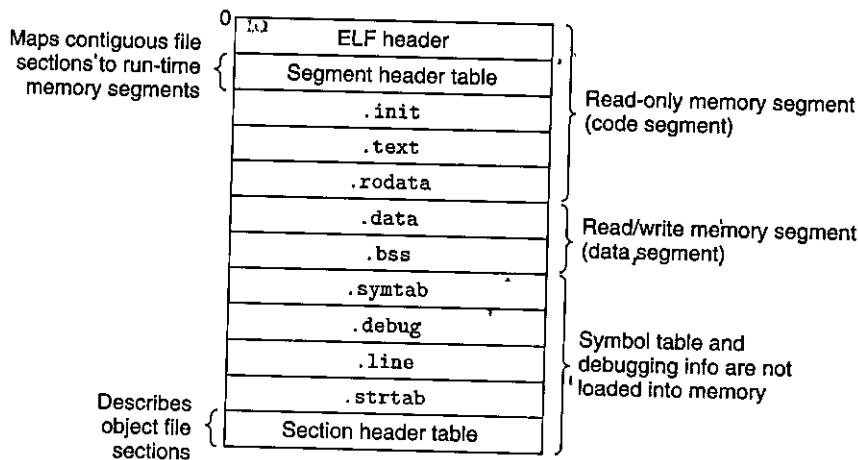 0
ELF header
Maps contiguous file
sections to run-time
memory segments
Segment header table
.init
.text
.rodata
Read-only memory segment
(code segment)
.data
.bss
Read/write memory segment
(data segment)
.symtab
.debug
.line
.strtab
Symbol table and
debugging info are not
loaded into memory
Describes
object file
sections
Section header table